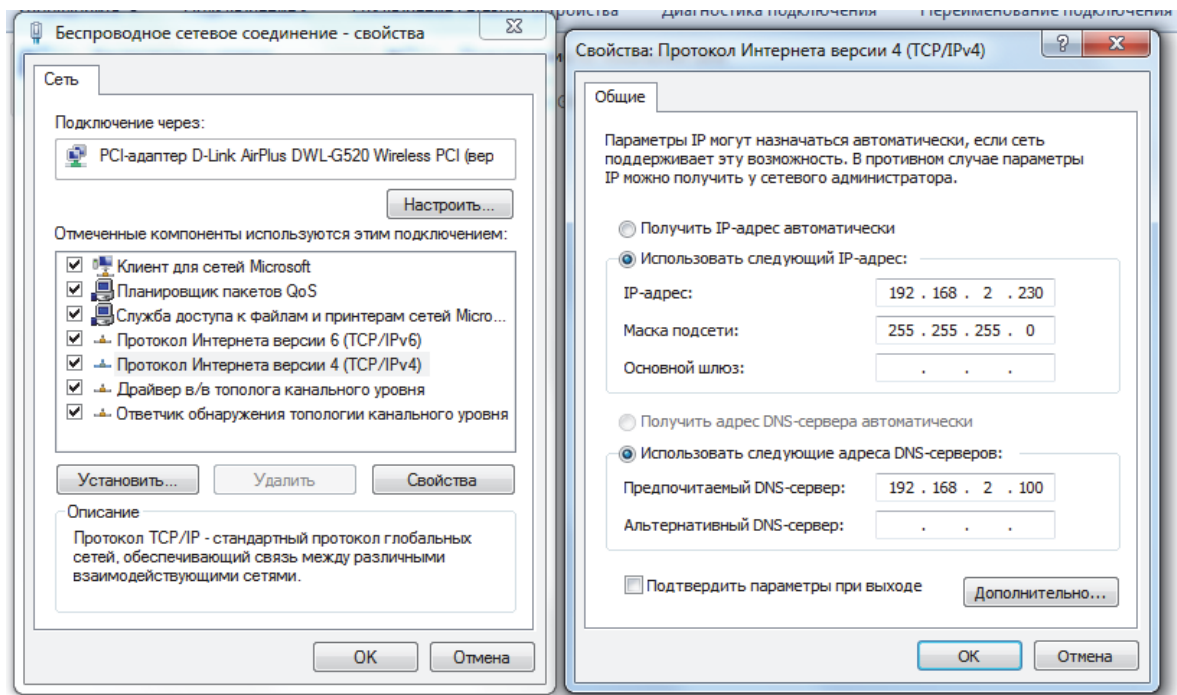 Диагностика подключения
Переименование подключения
Беспроводное сетевое соединение - свойства
Сеть
Подключение через:
PCI-адаптер D-Link AirPlus DWL-G520 Wireless PCI (вер
Настроить...
Отмеченные компоненты используются этим подключением:
Клиент для сетей Microsoft
Планировщик пакетов QoS
Служба доступа к файлам и принтерам сетей Micro...
Протокол Интернета версии 6 (TCP/IPv6)
Протокол Интернета версии 4 (TCP/IPv4)
Драйвер в/в тополога канального уровня
Ответчик обнаружения топологии канального уровня
Установить...
Удалить
Свойства
Описание
Протокол TCP/IP - стандартный протокол глобальных
сетей, обеспечивающий связь между различными
взаимодействующими сетями.
OK
Отмена
Свойства: Протокол Интернета версии 4 (TCP/IPv4)
Общие
Параметры IP могут назначаться автоматически, если сеть
поддерживает эту возможность. В противном случае параметры
IP можно получить у сетевого администратора.
Получить IP-адрес автоматически
Использовать следующий IP-адрес:
IP-адрес: 192 . 168 . 2 . 230
Маска подсети: 255 . 255 . 255 . 0
Основной шлюз: . . .
Получить адрес DNS-сервера автоматически
Использовать следующие адреса DNS-серверов:
Предпочитаемый DNS-сервер: 192 . 168 . 2 . 100
Альтернативный DNS-сервер: . . .
Подтвердить параметры при выходе
Дополнительно...
OK
Отмена